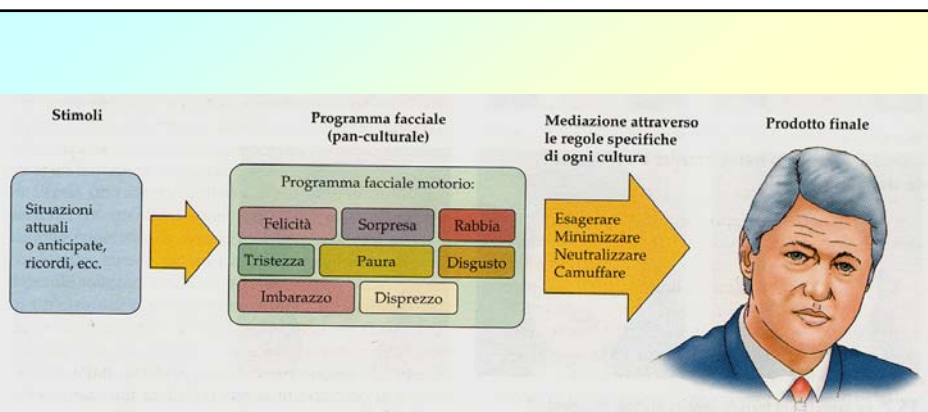 Stimoli
Situazioni
attuali
o anticipate,
ricordi, ecc.
Programma facciale
(pan-culturale)
Programma facciale motorio:
Felicità Sorpresa Rabbia
Tristezza Paura Disgusto
Imbarazzo Disprezzo
Mediazione attraverso
le regole specifiche
di ogni cultura
Esagerare
Minimizzare
Neutralizzare
Camuffare
Prodotto finale